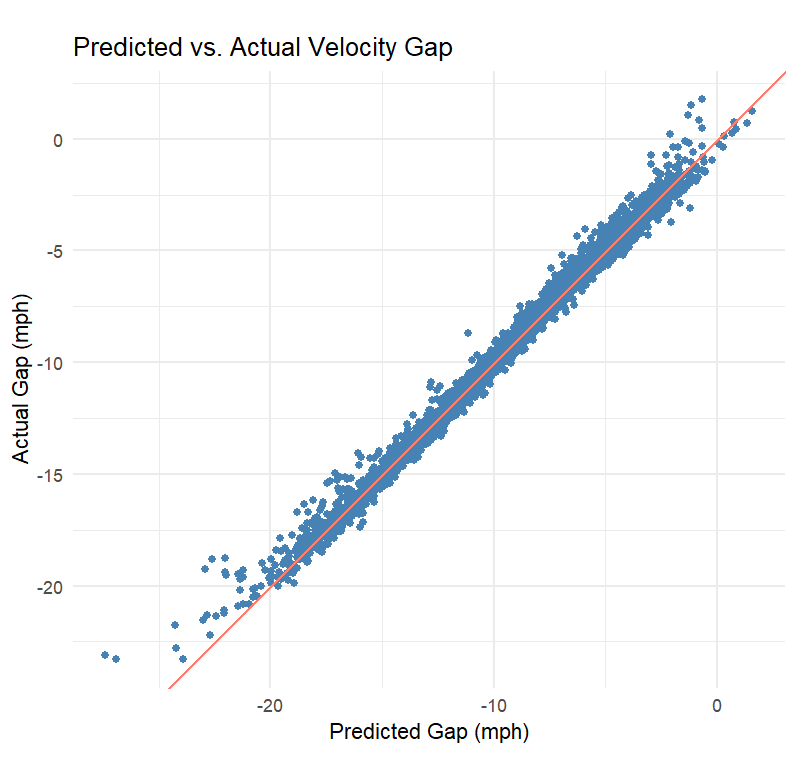 Predicted vs. Actual Velocity Gap
Actual Gap (mph)
0
-5
-10
-15
-20
-20 -10 0
Predicted Gap (mph)